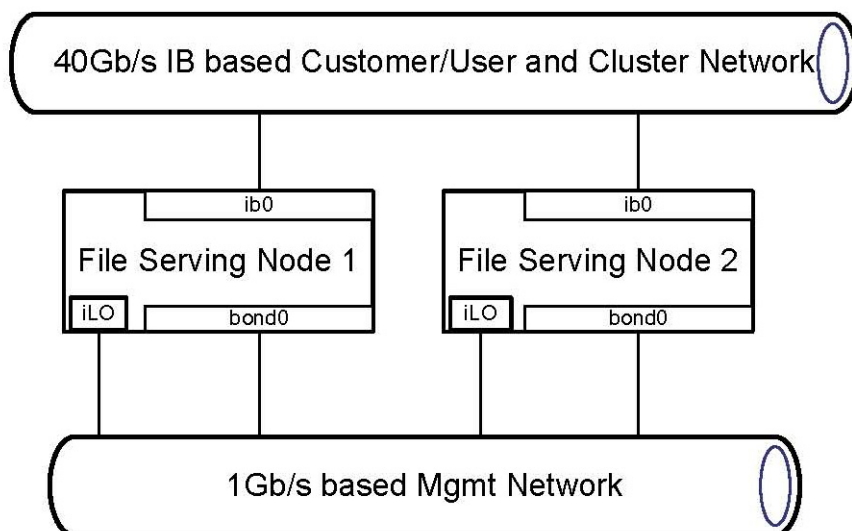 40Gb/s IB based Customer/User and Cluster Network
ib0
ib0
File Serving Node 1
File Serving Node 2
iLO
bond0
iLO
bond0
1Gb/s based Mgmt Network